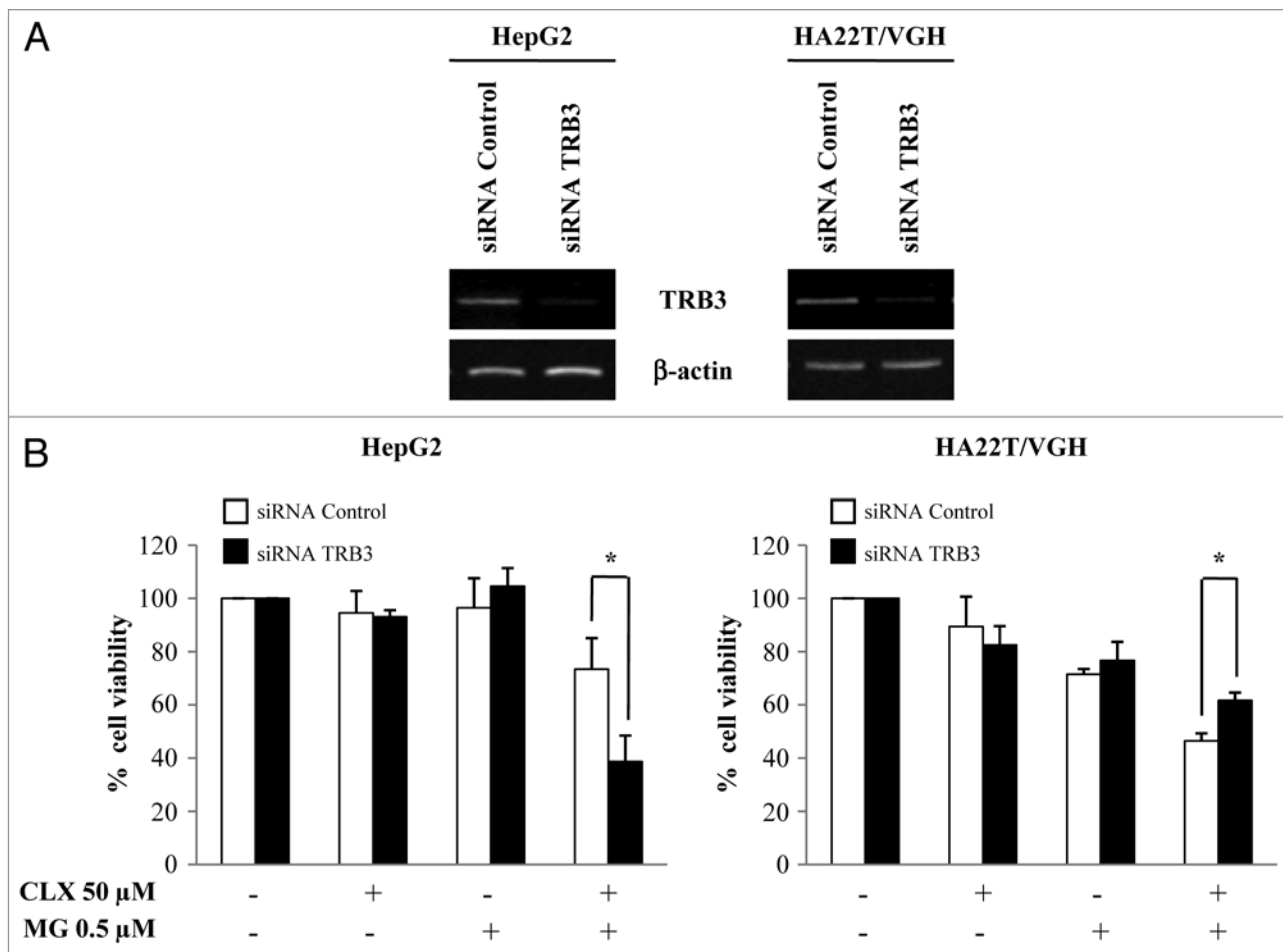 A
HepG2
HA22T/VGH
siRNA Control
siRNA TRB3
siRNA Control
siRNA TRB3
TRB3
β-actin
B
HepG2
HA22T/VGH
siRNA Control
siRNA TRB3
siRNA Control
siRNA TRB3
% cell viability
120
100
80
60
40
20
0
*
% cell viability
120
100
80
60
40
20
0
*
CLX 50 µM - + - + - + - +
MG 0.5 µM - - + + - - + +